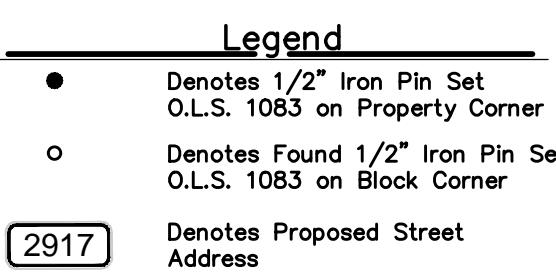 Legend
Denotes 1/2" Iron Pin Set
O.L.S. 1083 on Property Corner
Denotes Found 1/2" Iron Pin Se
O.L.S. 1083 on Block Corner
2917
Denotes Proposed Street
Address